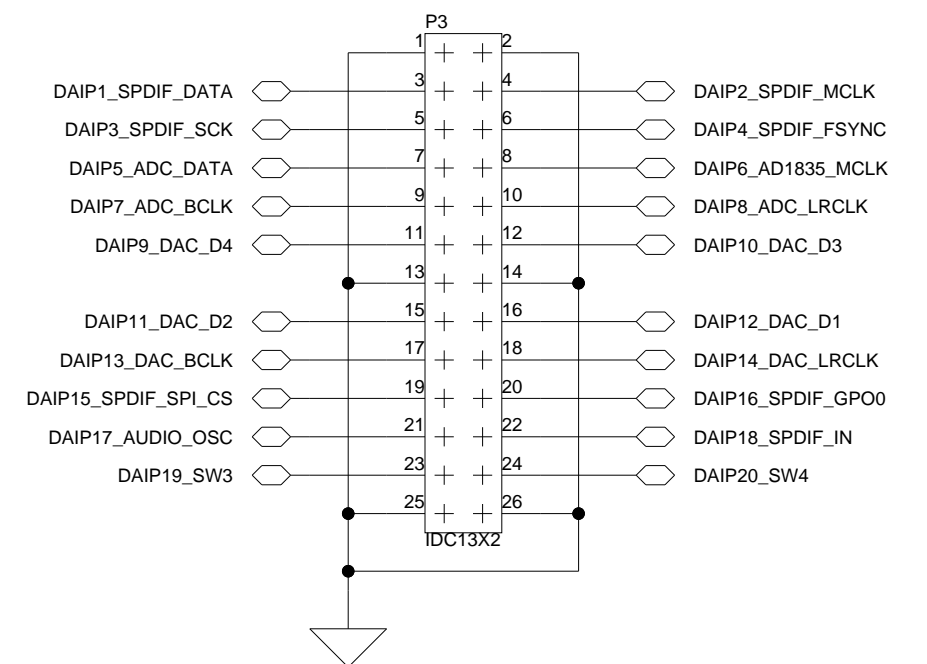 P3
1 2
DAIP1_SPDIF_DATA 3 4 DAIP2_SPDIF_MCLK
DAIP3_SPDIF_SCK 5 6 DAIP4_SPDIF_FSYNC
DAIP5_ADC_DATA 7 8 DAIP6_AD1835_MCLK
DAIP7_ADC_BCLK 9 10 DAIP8_ADC_LRCLK
DAIP9_DAC_D4 11 12 DAIP10_DAC_D3
13 14
DAIP11_DAC_D2 15 16 DAIP12_DAC_D1
DAIP13_DAC_BCLK 17 18 DAIP14_DAC_LRCLK
DAIP15_SPDIF_SPI_CS 19 20 DAIP16_SPDIF_GPO0
DAIP17_AUDIO_OSC 21 22 DAIP18_SPDIF_IN
DAIP19_SW3 23 24 DAIP20_SW4
25 26
IDC13X2